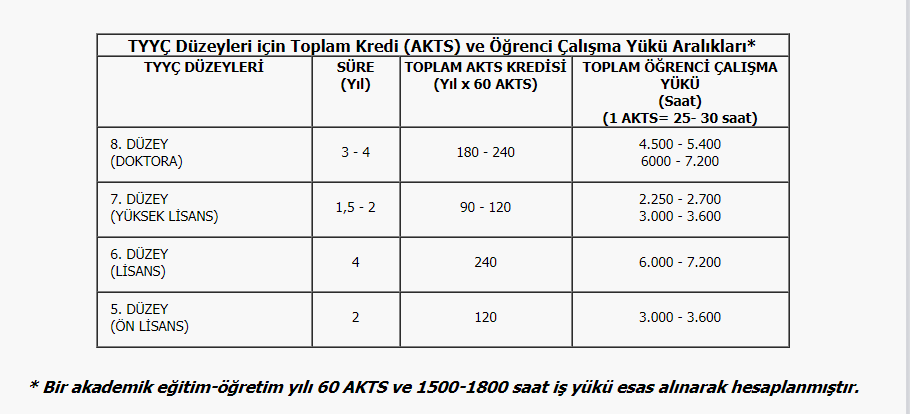 TYYÇ Düzeyleri için Toplam Kredi (AKTS) ve Öğrenci Çalışma Yükü Aralıkları*
TYYÇ DÜZEYLERİ
SÜRE
(Yıl)
TOPLAM AKTS KREDİSİ
(Yıl x 60 AKTS)
TOPLAM ÖĞRENCİ ÇALIŞMA
YÜKÜ
(Saat)
(1 AKTS= 25- 30 saat)
8. DÜZEY
(DOKTORA)
3 - 4
180 - 240
4.500 - 5.400
6000 - 7.200
7. DÜZEY
(YÜKSEK LİSANS)
1,5 - 2
90 - 120
2.250 - 2.700
3.000 - 3.600
6. DÜZEY
(LİSANS)
4
240
6.000 - 7.200
5. DÜZEY
(ÖN LİSANS)
2
120
3.000 - 3.600
* Bir akademik eğitim-öğretim yılı 60 AKTS ve 1500-1800 saat iş yükü esas alınarak hesaplanmıştır.